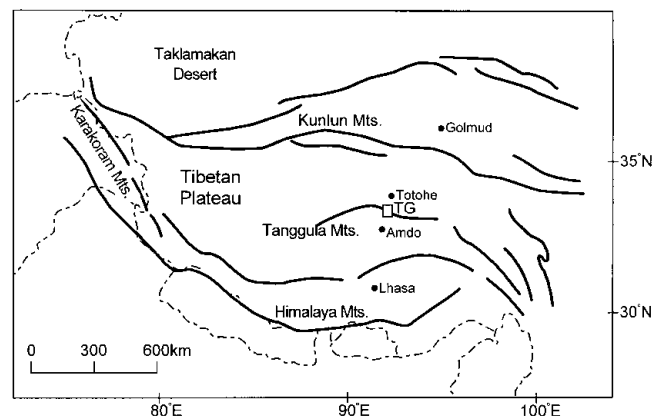 Taklamakan
Desert
Kunlun Mts.
Golmud
Karakoram Mts.
35°N
Tibetan
Plateau
Totohe
TG
Tanggula Mts.
Amdo
Lhasa
Himalaya Mts.
30°N
0 300 600km
80°E 90°E 100°E